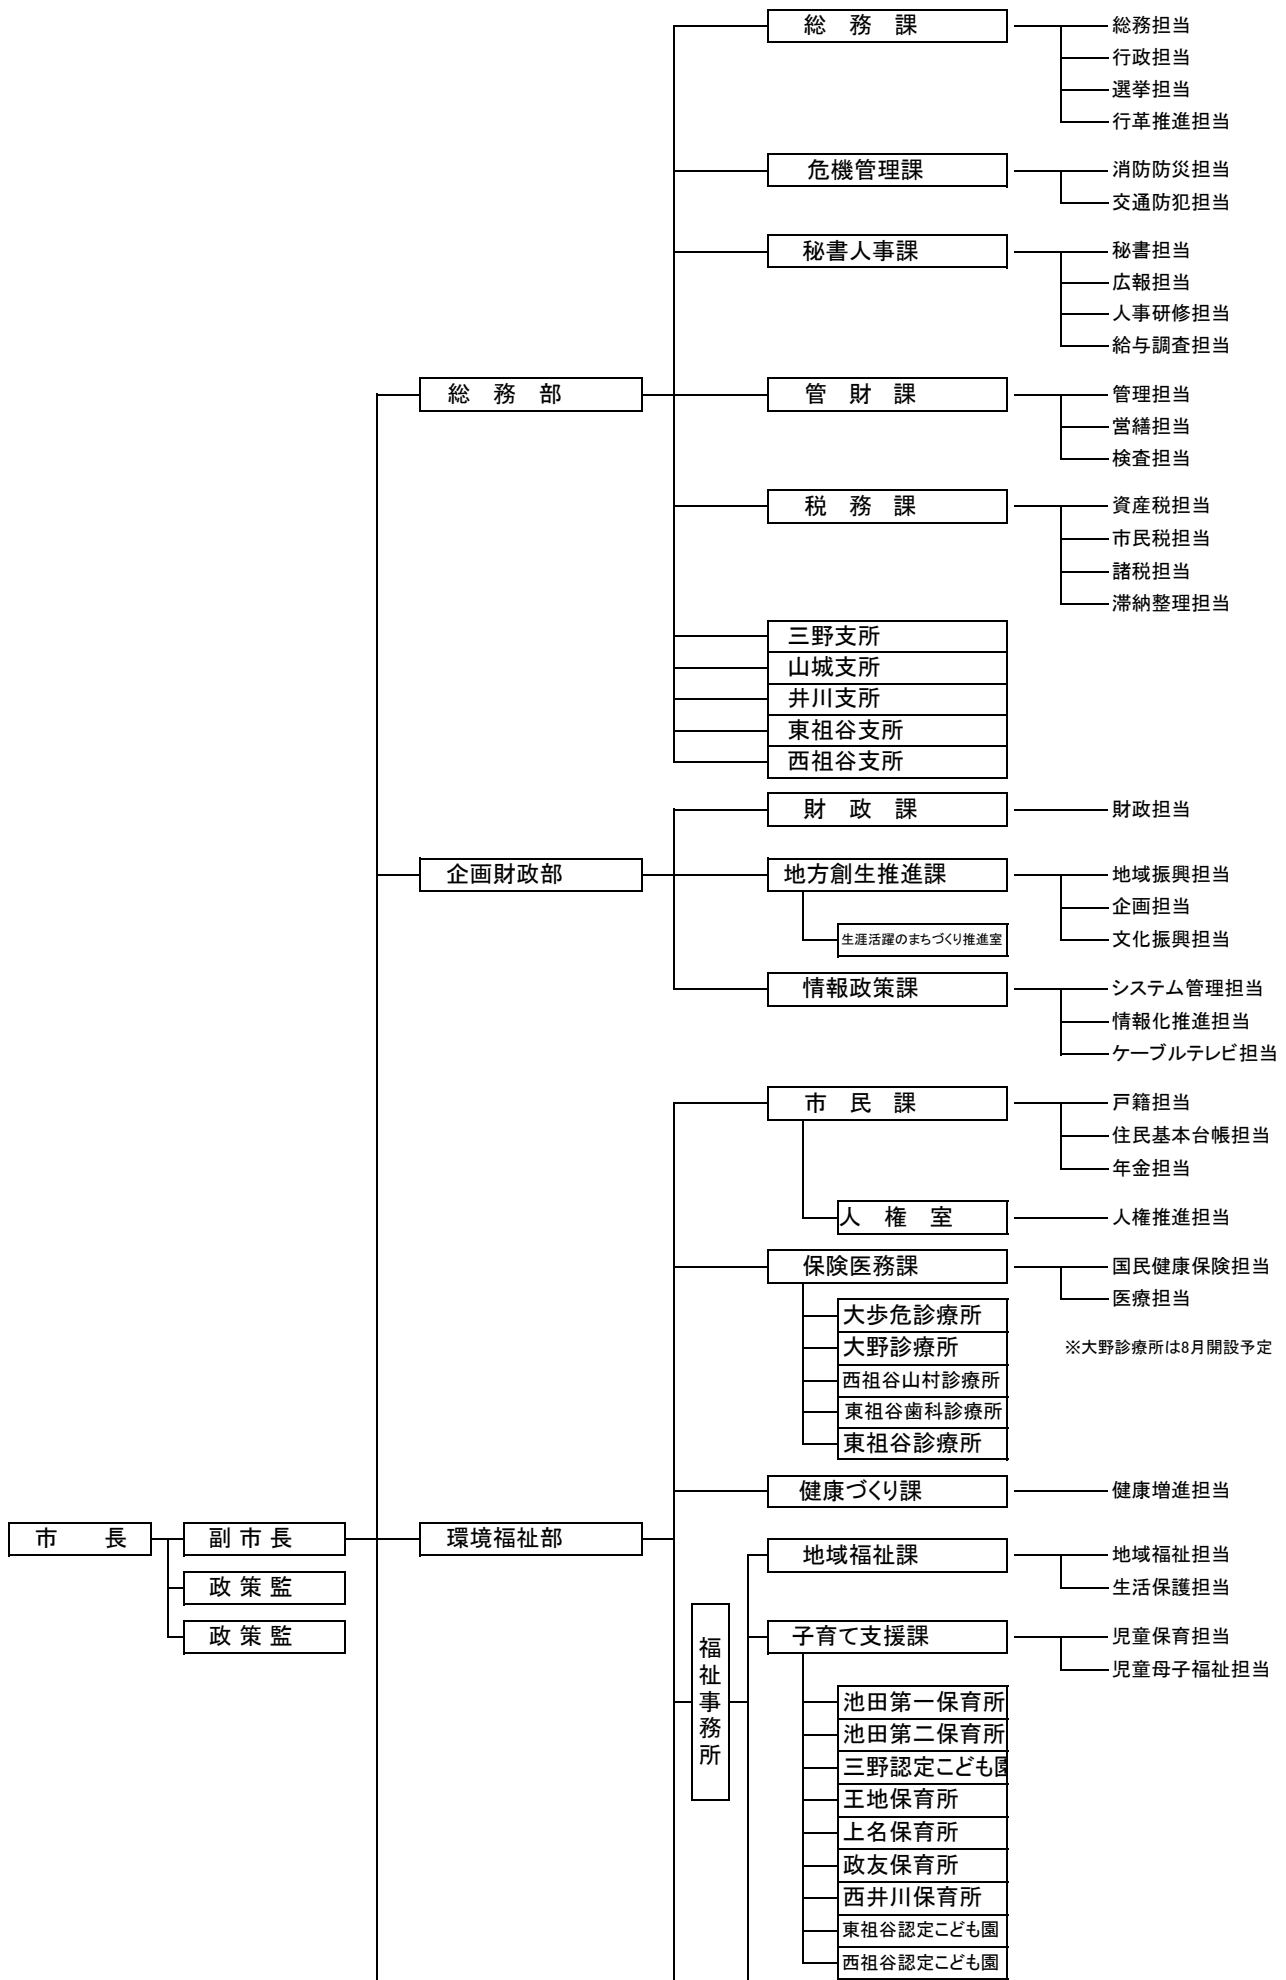 総　務　課
総務担当
行政担当
選挙担当
行革推進担当
危機管理課
消防防災担当
交通防犯担当
秘書人事課
秘書担当
広報担当
人事研修担当
給与調査担当
総　務　部
管　財　課
管理担当
営繕担当
検査担当
税　務　課
資産税担当
市民税担当
諸税担当
滞納整理担当
三野支所
山城支所
井川支所
東祖谷支所
西祖谷支所
財　政　課
財政担当
企画財政部
地方創生推進課
地域振興担当
企画担当
生涯活躍のまちづくり推進室
文化振興担当
情報政策課
システム管理担当
情報化推進担当
ケーブルテレビ担当
市　民　課
戸籍担当
住民基本台帳担当
年金担当
人　権　室
人権推進担当
保険医務課
国民健康保険担当
医療担当
大歩危診療所
大野診療所
※大野診療所は8月開設予定
西祖谷山村診療所
東祖谷歯科診療所
東祖谷診療所
健康づくり課
健康増進担当
市　　長
副 市 長
環境福祉部
地域福祉課
地域福祉担当
生活保護担当
政 策 監
政 策 監
福祉事務所
子育て支援課
児童保育担当
児童母子福祉担当
池田第一保育所
池田第二保育所
三野認定こども園
王地保育所
上名保育所
政友保育所
西井川保育所
東祖谷認定こども園
西祖谷認定こども園